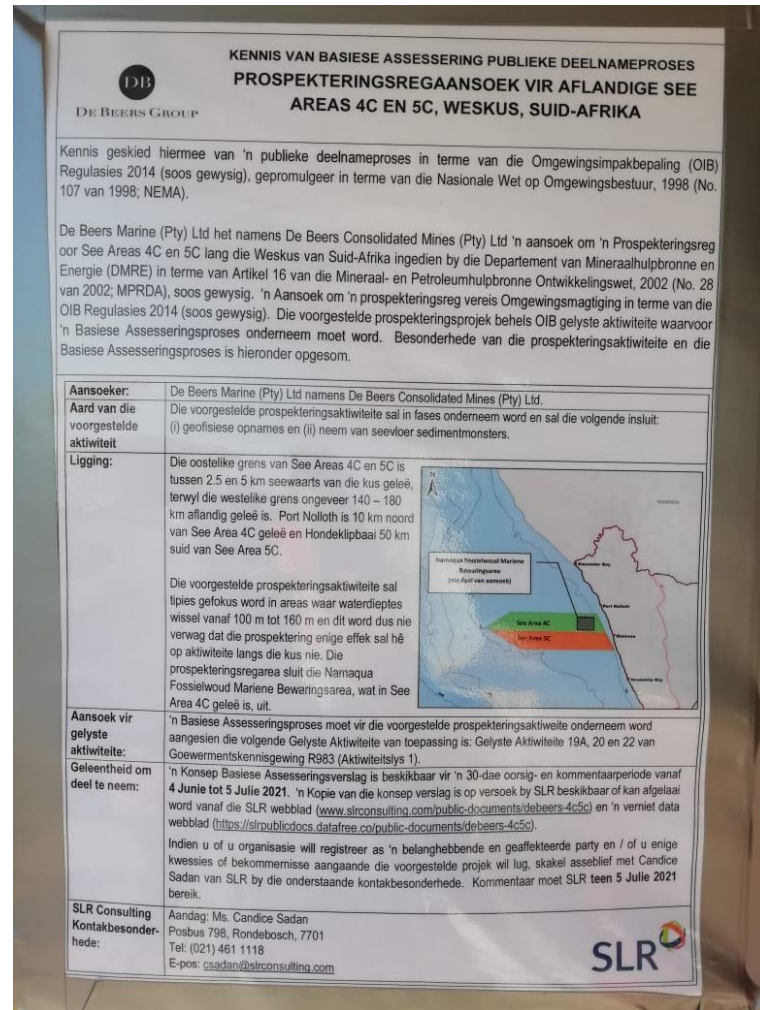 DB
DE BEERS GROUP
KENNIS VAN BASIESE ASSESSERING PUBLIEKE DEELNAMEPROSES
PROSPEKTERINGSREGAANSOEK VIR AFLANDIGE SEE
AREAS 4C EN 5C, WESKUS, SUID-AFRIKA
Kennis geskied hiermee van 'n publieke deelnameproses in terme van die Omgewingsimpakbepaling (OIB)
Regulasies 2014 (soos gewysig), gepromulgeer in terme van die Nasionale Wet op Omgewingsbestuur, 1998 (No.
107 van 1998; NEMA).
De Beers Marine (Pty) Ltd het namens De Beers Consolidated Mines (Pty) Ltd 'n aansoek om 'n Prospekteringsreg
oor See Areas 4C en 5C lang die Weskus van Suid-Afrika ingedien by die Departement van Mineraalhulpbronne en
Energie (DMRE) in terme van Artikel 16 van die Mineraal- en Petroleumhulpbronne Ontwikkelingswet, 2002 (No. 28
van 2002; MPRDA), soos gewysig. 'n Aansoek om 'n prospekteringsreg vereis Omgewingsmagtiging in terme van die
OIB Regulasies 2014 (soos gewysig). Die voorgestelde prospekteringsprojek behels OIB gelyste aktiwiteite waarvoor
'n Basiese Assesseringsproses onderneem moet word. Besonderhede van die prospekteringsaktiwiteite en die
Basiese Assesseringsproses is hieronder opgesom.
Aansoeker:
De Beers Marine (Pty) Ltd namens De Beers Consolidated Mines (Pty) Ltd.
Aard van die
voorgestelde
aktiwiteit
Die voorgestelde prospekteringsaktiwiteite sal in fases onderneem word en sal die volgende insluit:
(i) geofisiese opnames en (ii) neem van seevloer sedimentmonsters.
Ligging:
Die oostelike grens van See Areas 4C en 5C is
tussen 2.5 en 5 km seewaarts van die kus geleë,
terwyl die westelike grens ongeveer 140 – 180
km aflandig geleë is. Port Nolloth is 10 km noord
van See Area 4C geleë en Hondeklipbaai 50 km
suid van See Area 5C.
Die voorgestelde prospekteringsaktiwiteite sal
tipies gefokus word in areas waar waterdieptes
wissel vanaf 100 m tot 160 m en dit word dus nie
verwag dat die prospektering enige effek sal hê
op aktiwiteite langs die kus nie. Die
prospekteringsregarea sluit die Namaqua
Fossielwoud Mariene Bewaringsarea, wat in See
Area 4C geleë is, uit.
N
Namaqua Fossielwoud Mariene
Bewaringsarea
(nie deel van aansoek)
Alexander Bay
Port Nolloth
See Area 4C
See Area 5C
Kleinsee
Hondeklip Bay
Aansoek vir
gelyste
aktiwiteite:
'n Basiese Assesseringsproses moet vir die voorgestelde prospekteringsaktiweite onderneem word
aangesien die volgende Gelyste Aktiwiteite van toepassing is: Gelyste Aktiwiteite 19A, 20 en 22 van
Goewermentskennisgewing R983 (Aktiwiteitslys 1).
Geleentheid om
deel te neem:
'n Konsep Basiese Assesseringsverslag is beskikbaar vir 'n 30-dae oorsig- en kommentaarperiode vanaf
4 Junie tot 5 Julie 2021. 'n Kopie van die konsep verslag is op versoek by SLR beskikbaar of kan afgelaai
word vanaf die SLR webblad (www.slrconsulting.com/public-documents/debeers-4c5c) en 'n verniet data
webblad (https://slrpublicdocs.datafree.co/public-documents/debeers-4c5c).
Indien u of u organisasie will registreer as 'n belanghebbende en geaffekteerde party en / of u enige
kwessies of bekommernisse aangaande die voorgestelde projek wil lug, skakel asseblief met Candice
Sadan van SLR by die onderstaande kontakbesonderhede. Kommentaar moet SLR teen 5 Julie 2021
bereik.
SLR Consulting
Kontakbesonder-
hede:
Aandag: Ms. Candice Sadan
Posbus 798, Rondebosch, 7701
Tel: (021) 461 1118
E-pos: csadan@slrconsulting.com
SLR